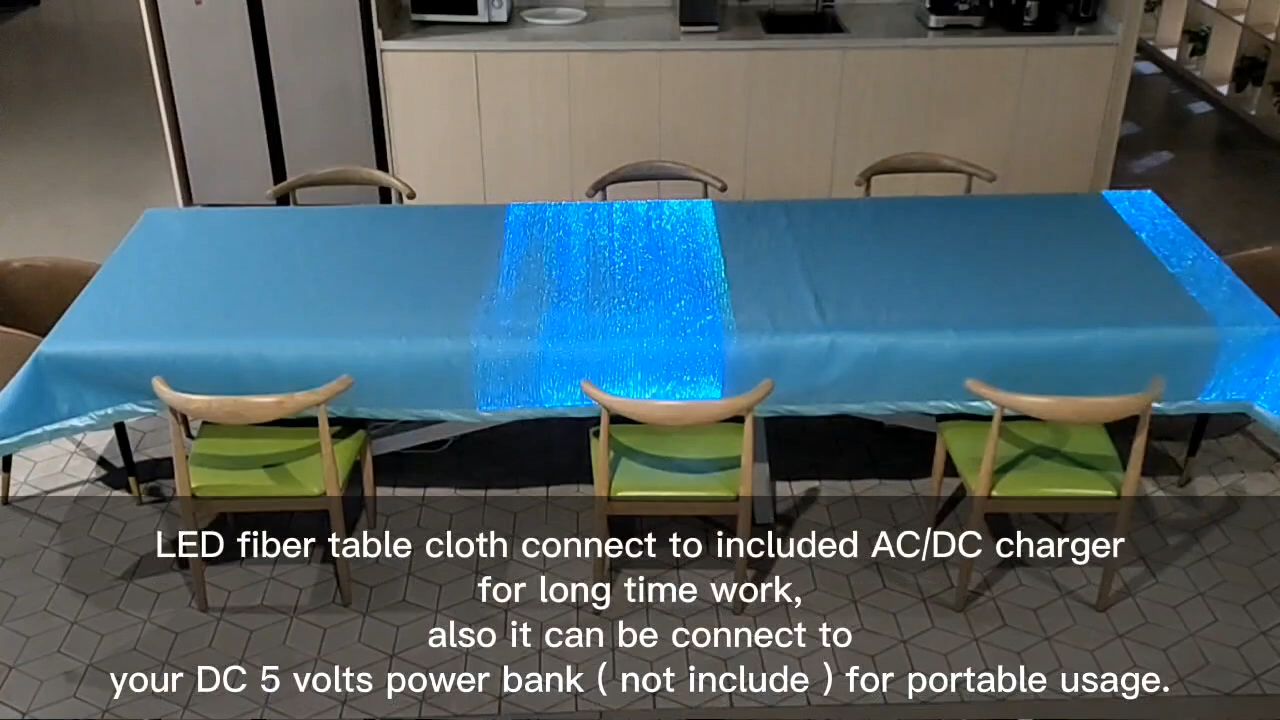 LED fiber table cloth connect to included AC/DC charger
for long time work,
also it can be connect to
your DC 5 volts power bank ( not include ) for portable usage.